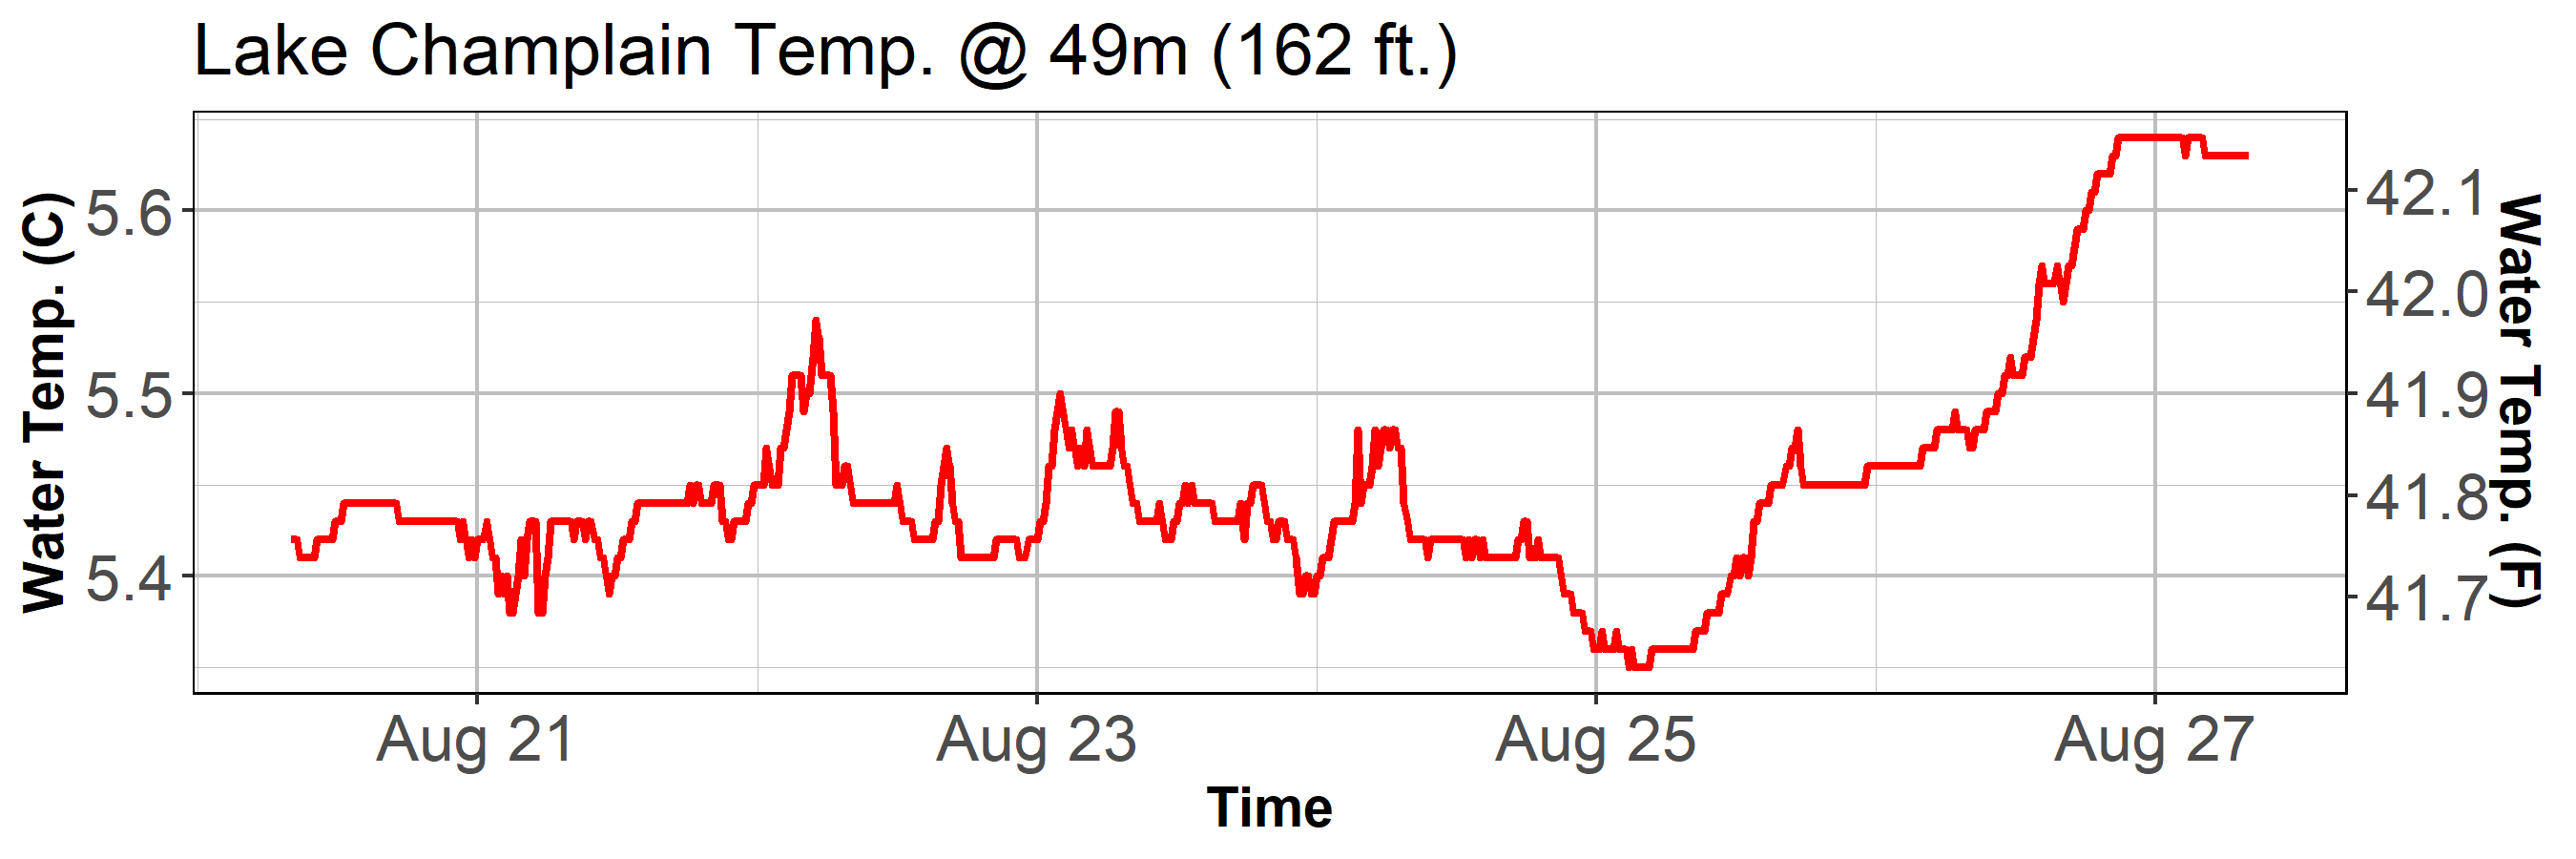 Lake Champlain Temp. @ 49m (162 ft.)
Water Temp. (C)
5.6
5.5
5.4
42.1
42.0
41.9
41.8
41.7
Water Temp. (F)
Aug 21
Aug 23
Aug 25
Aug 27
Time